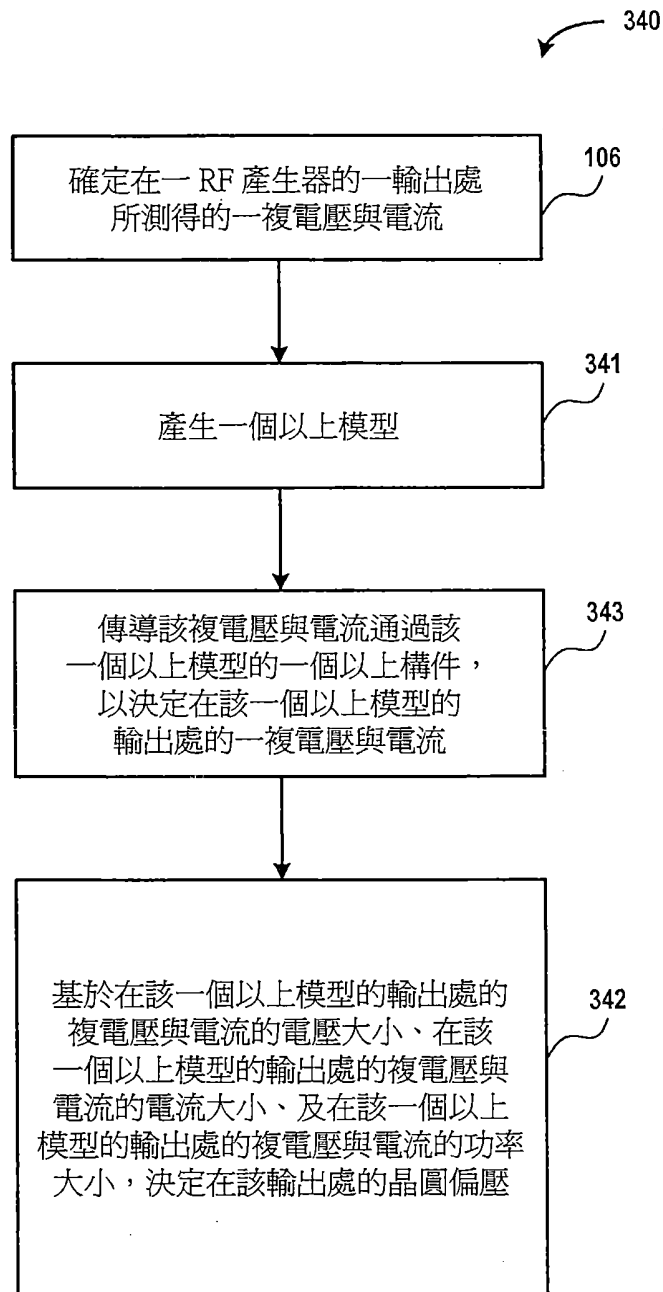 340
確定在一 RF 產生器的一輸出處
所測得的一複電壓與電流
106
產生一個以上模型
341
傳導該複電壓與電流通過該
一個以上模型的一個以上構件，
以決定在該一個以上模型的
輸出處的一複電壓與電流
343
基於在該一個以上模型的輸出處的
複電壓與電流的電壓大小、在該
一個以上模型的輸出處的複電壓與
電流的電流大小、及在該一個以上
模型的輸出處的複電壓與電流的功率
大小，決定在該輸出處的晶圓偏壓
342